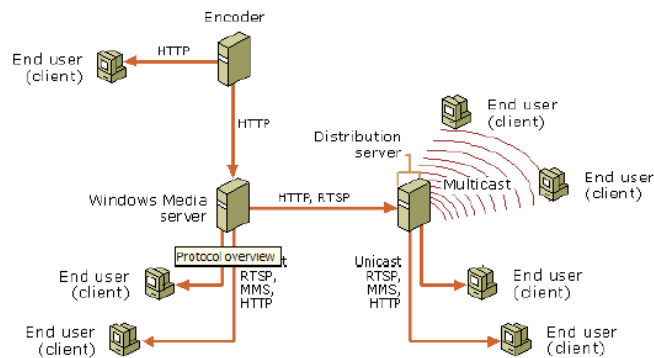 Encoder
HTTP
End user
(client)
HTTP
End user
(client)
Distribution
server
Multicast
End user
(client)
Windows Media
server
HTTP, RTSP
Protocol overview
t
RTSP,
MMS,
HTTP
Unicast
RTSP,
MMS,
HTTP
End user
(client)
End user
(client)
End user
(client)
End user
(client)